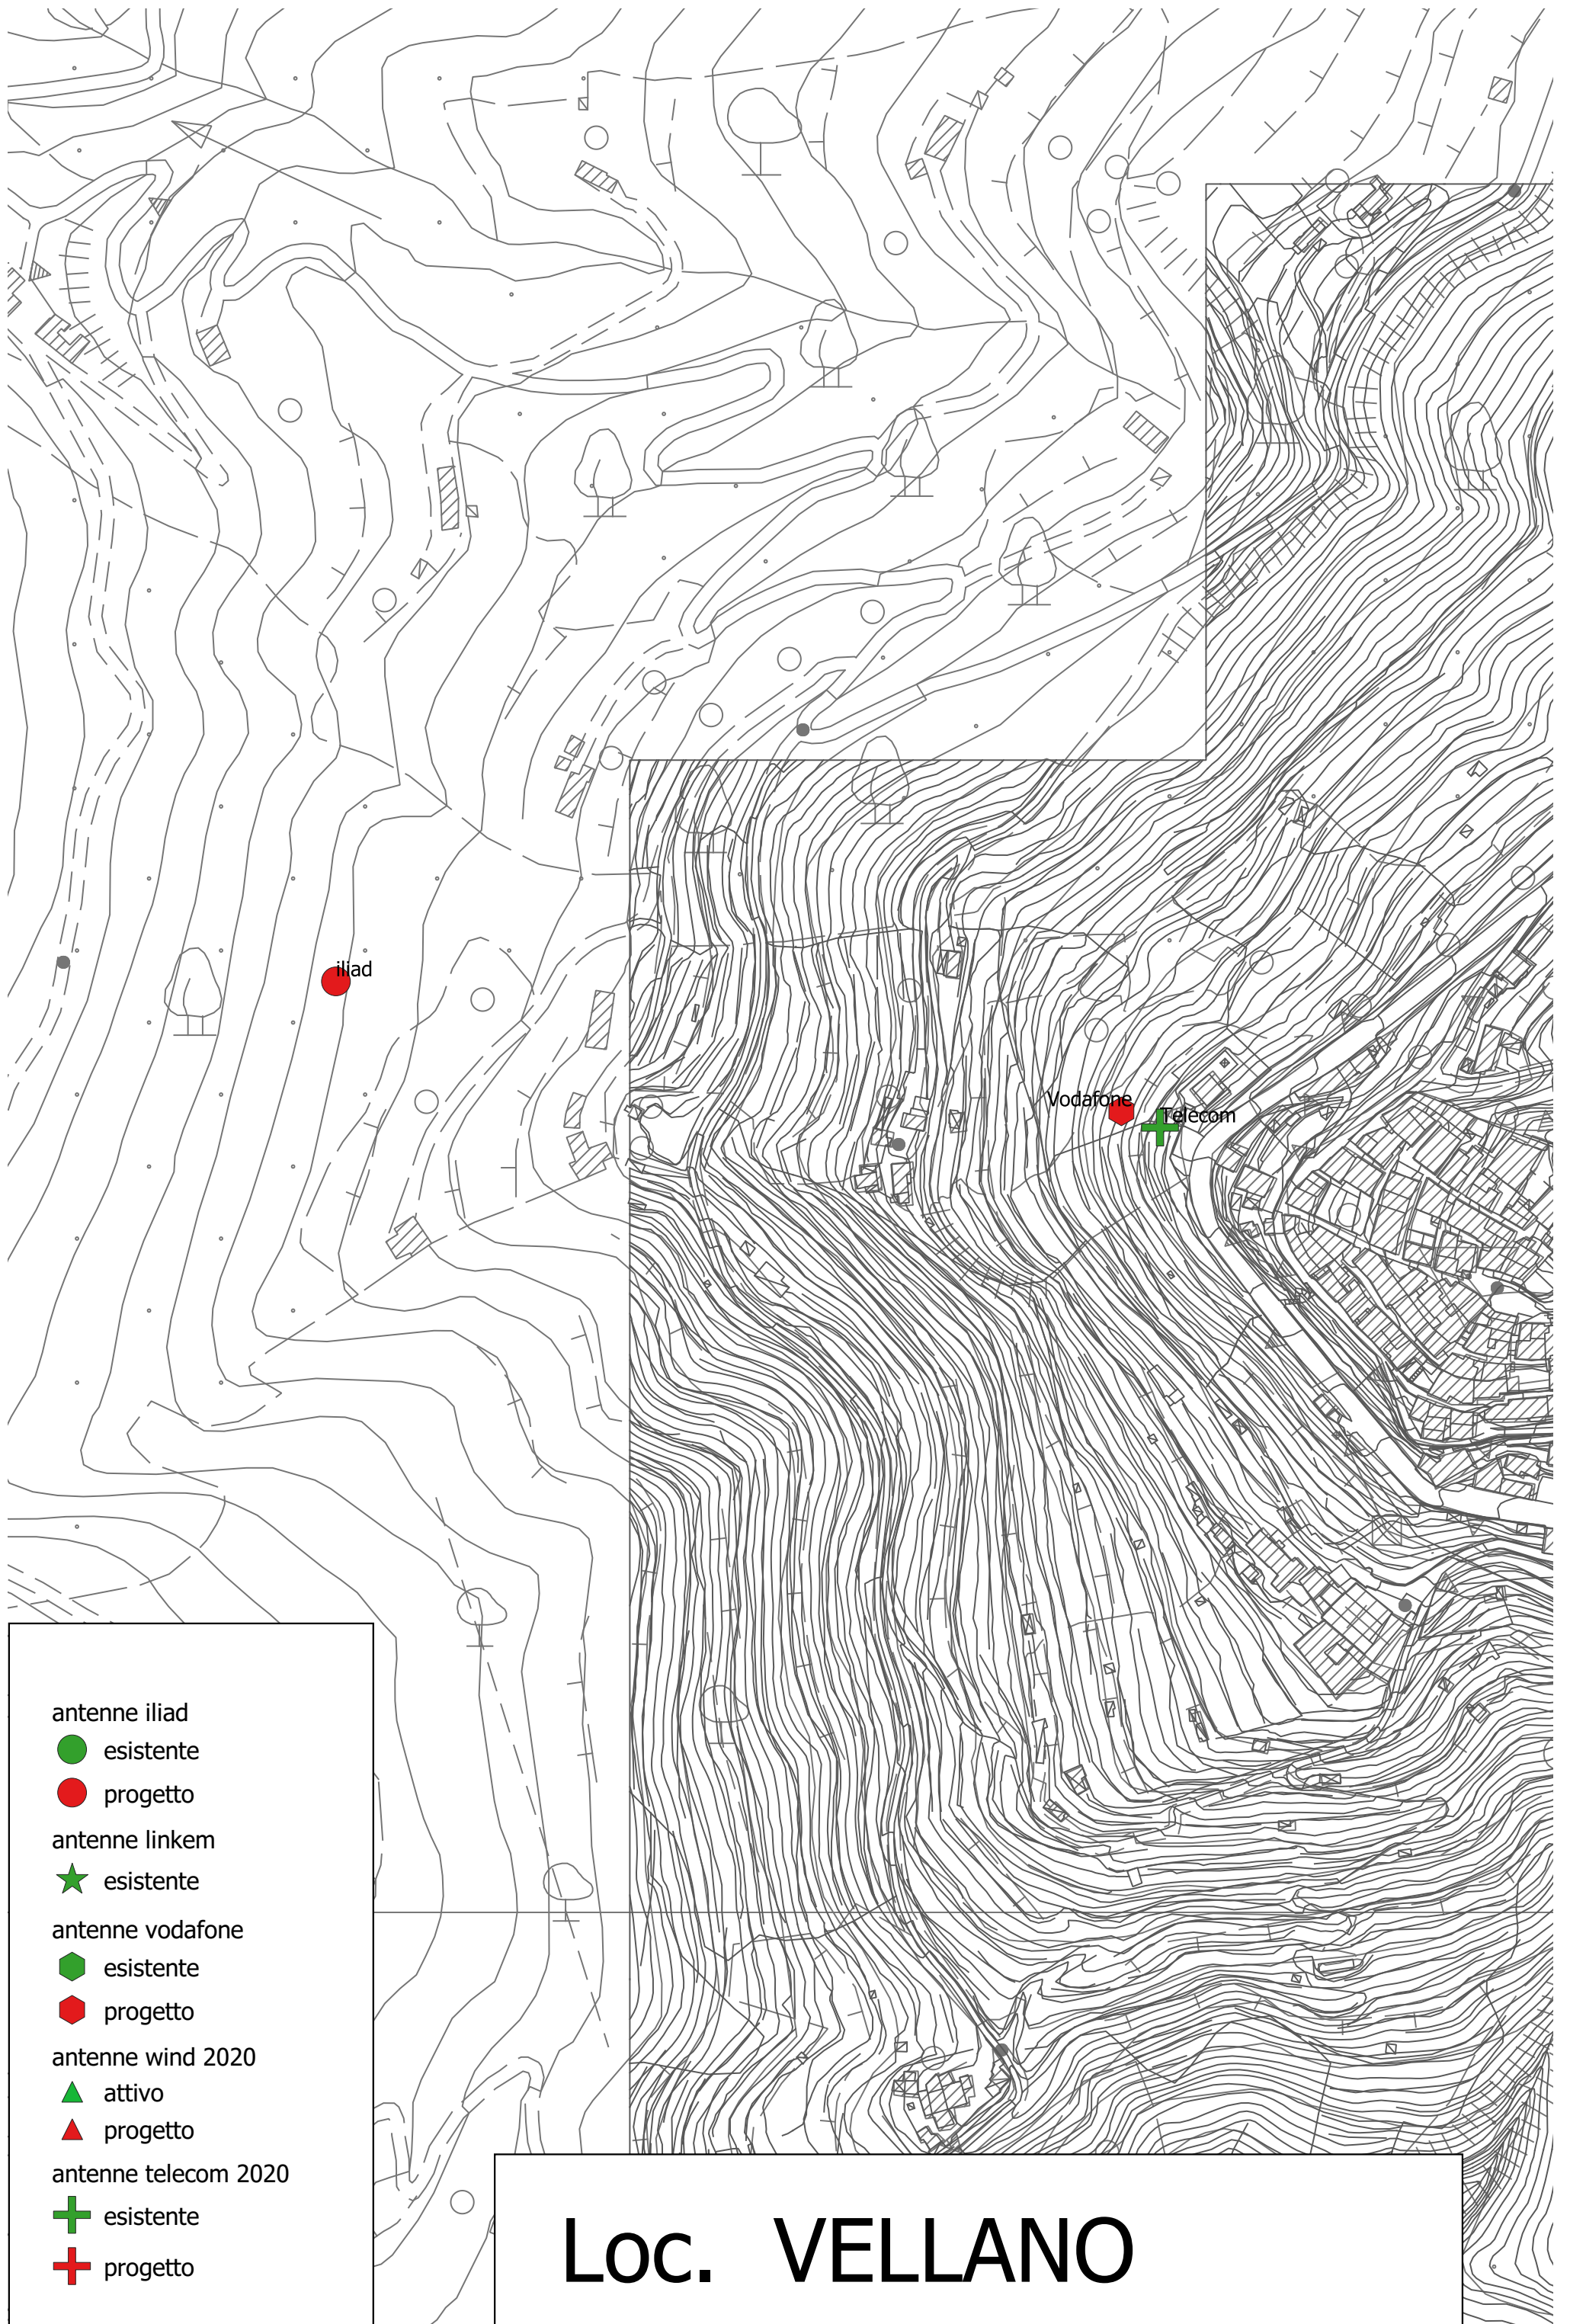 iliad
Vodafone
Telecom
antenne iliad
esistente
progetto
antenne linkem
esistente
antenne vodafone
esistente
progetto
antenne wind 2020
attivo
progetto
antenne telecom 2020
esistente
progetto
Loc. VELLANO